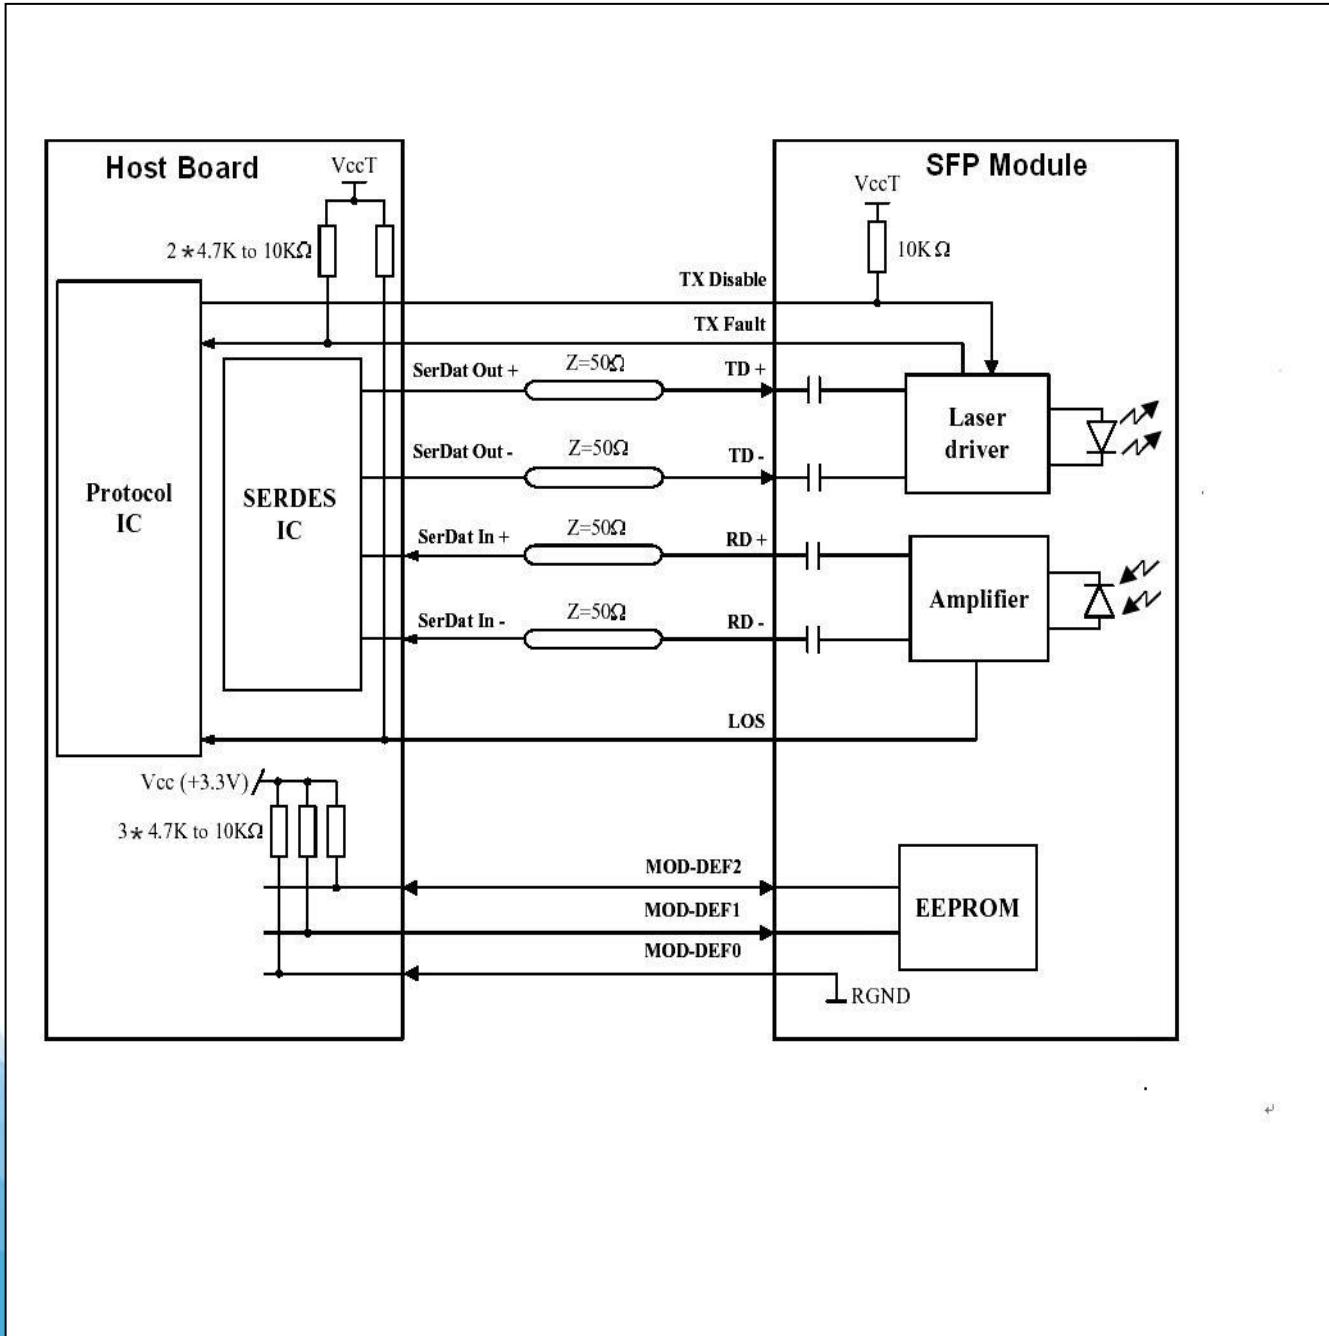 Host Board
SFP Module
VccT
VccT
2*4.7K to 10KΩ
10KΩ
TX Disable
TX Fault
SerDat Out +
Z=50Ω
TD +
SerDat Out -
Z=50Ω
TD -
Laser
driver
Protocol
IC
SERDES
IC
SerDat In +
Z=50Ω
RD +
SerDat In -
Z=50Ω
RD -
Amplifier
LOS
Vcc (+3.3V)
3* 4.7K to 10KΩ
MOD-DEF2
MOD-DEF1
MOD-DEF0
EEPROM
RGND